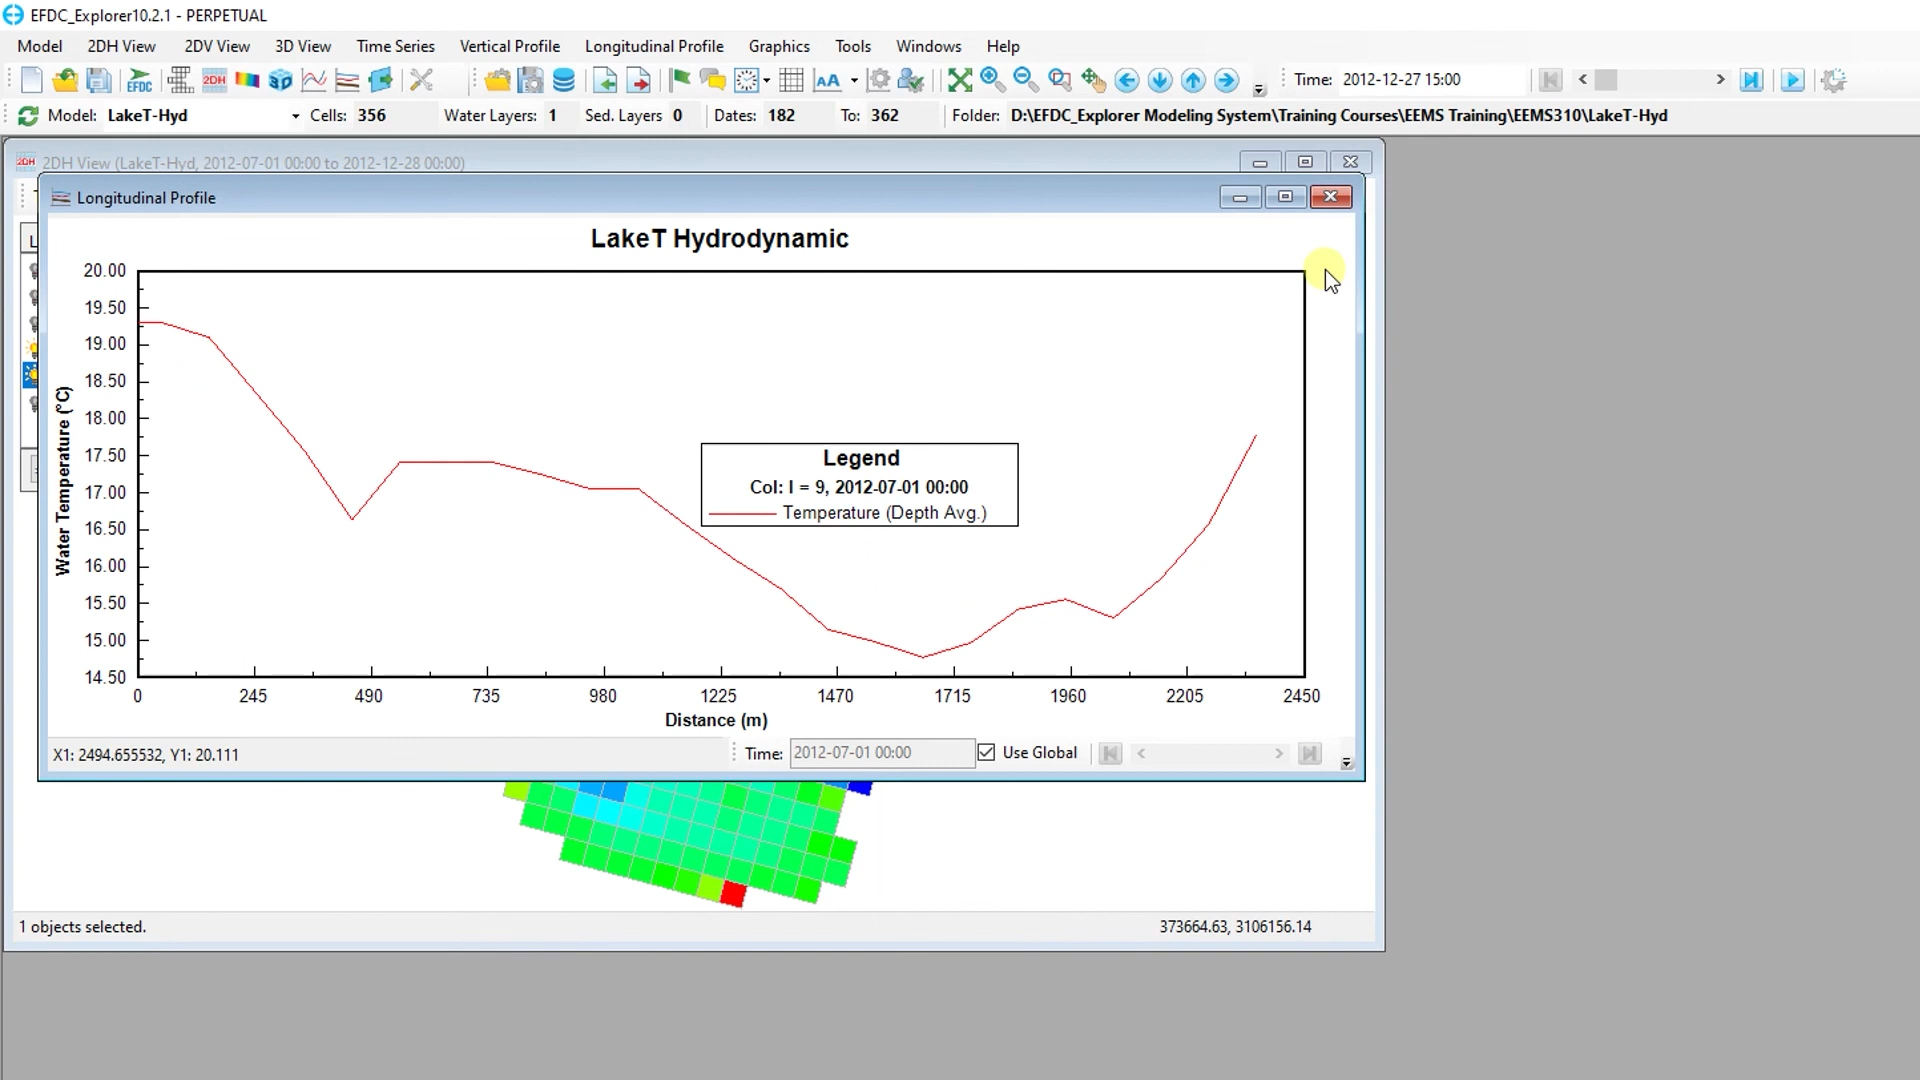 EFDC_Explorer10.2.1 - PERPETUAL
Model 2DH View 2DV View 3D View Time Series Vertical Profile Longitudinal Profile Graphics Tools Windows Help
EFDC 2DH 3D AA Time: 2012-12-27 15:00
Model: LakeT-Hyd Cells: 356 Water Layers: 1 Sed. Layers 0 Dates: 182 To: 362 Folder: D:\EFDC_Explorer Modeling System\Training Courses\EEMS Training\EEMS310\LakeT-Hyd
2DH 2DH View (LakeT-Hyd, 2012-07-01 00:00 to 2012-12-28 00:00)
Longitudinal Profile
LakeT Hydrodynamic
20.00
19.50
19.00
18.50
18.00
17.50
17.00
16.50
16.00
15.50
15.00
14.50
Water Temperature (°C)
Legend
Col: I = 9, 2012-07-01 00:00
Temperature (Depth Avg.)
0 245 490 735 980 1225 1470 1715 1960 2205 2450
Distance (m)
X1: 2494.655532, Y1: 20.111 Time: 2012-07-01 00:00 Use Global
1 objects selected. 373664.63, 3106156.14